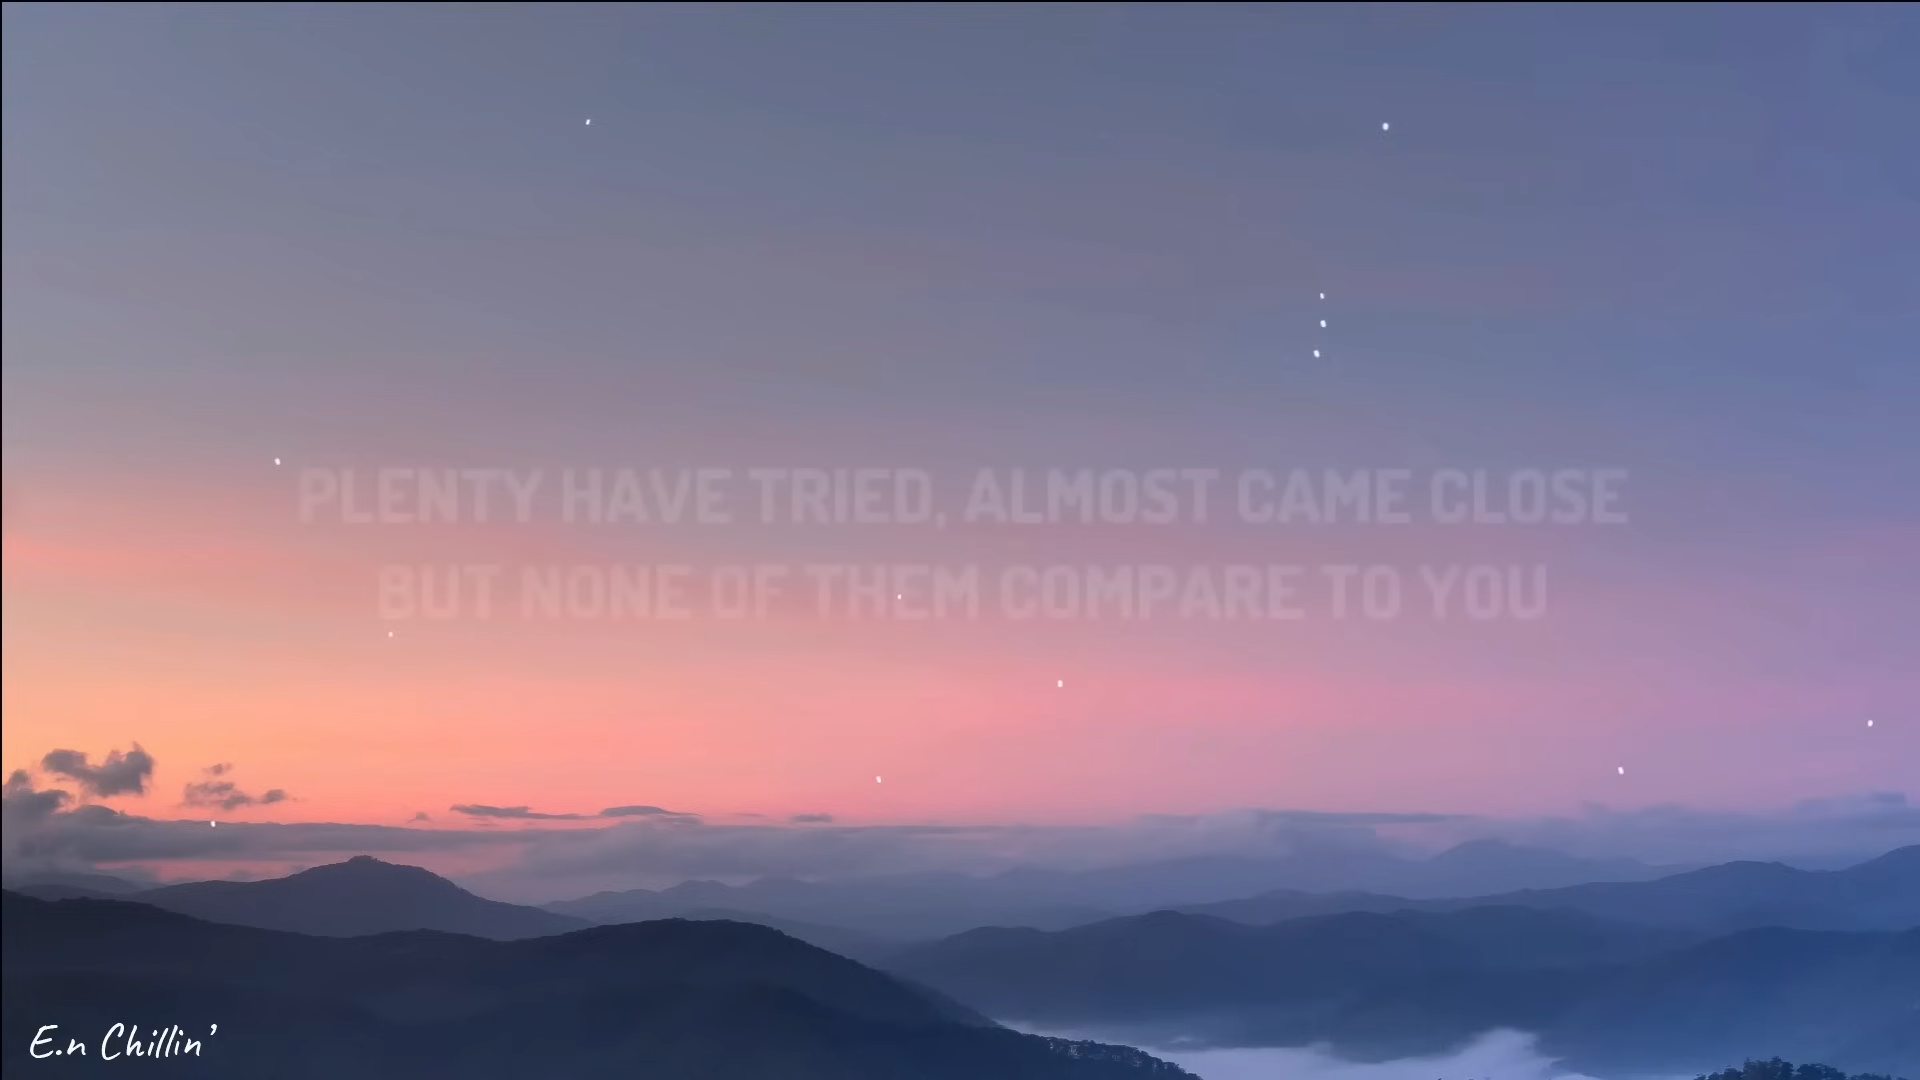 PLENTY HAVE TRIED, ALMOST CAME CLOSE
BUT NONE OF THEM COMPARE TO YOU
E.n Chillin'